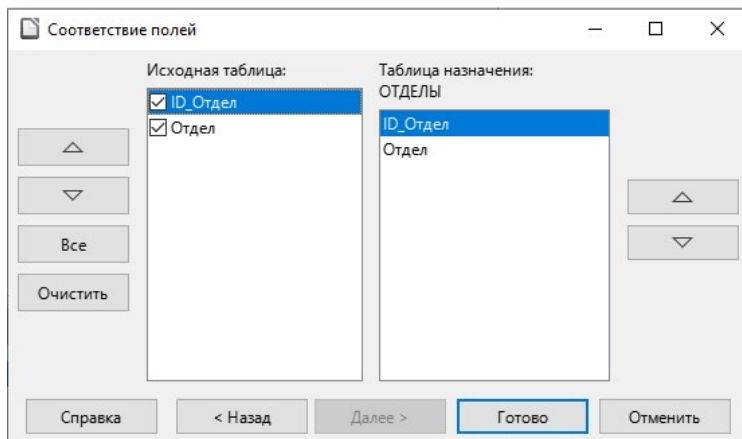 Соответствие полей
Исходная таблица:
ID_Отдел
Отдел
Таблица назначения:
ОТДЕЛЫ
ID_Отдел
Отдел
Все
Очистить
Справка
< Назад
Далее >
Готово
Отменить